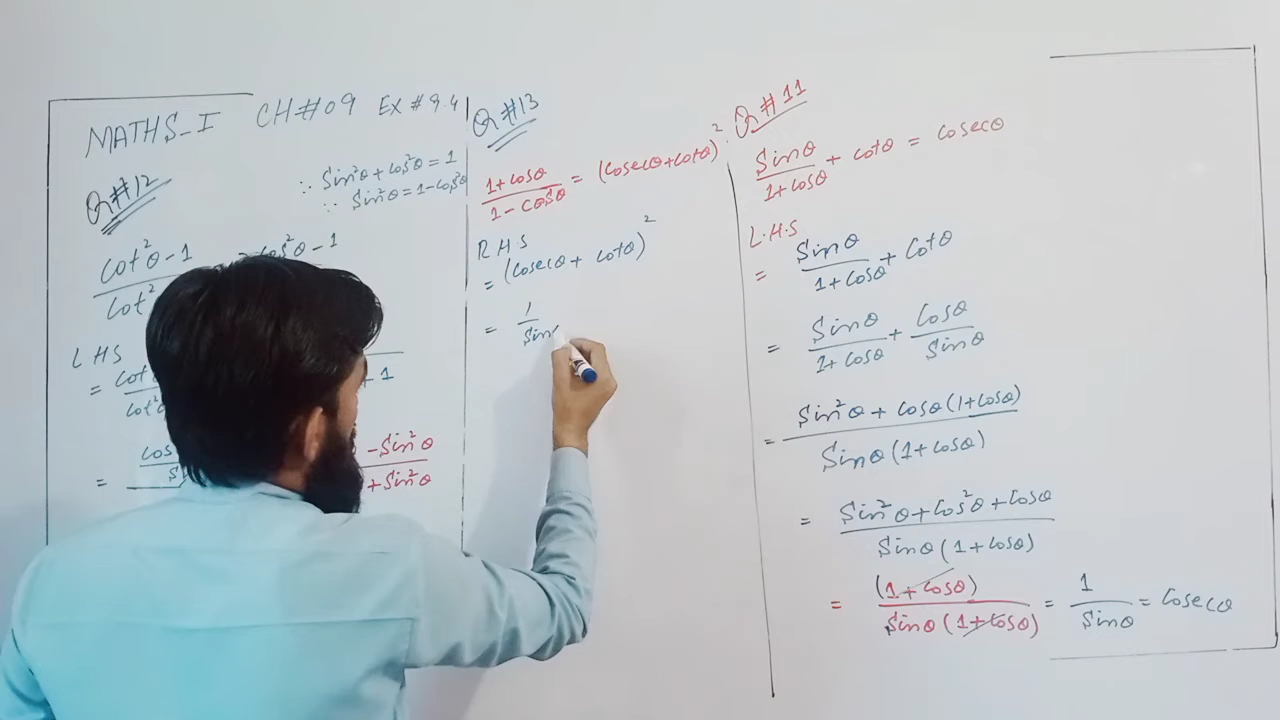 MATHS-I CH#09 EX#9.4
∵ Sin²θ+cos²θ=1
∵ Sin²θ=1-cos²θ
Q#12
cot²θ-1
cos²θ-1
cot²
L H S
= cot
cot²
+1
= cos
-Sin²θ
+Sin²θ
Q#13
(1+cosθ)/(1-cosθ) = (cosecθ+cotθ)²
R H S
= (cosecθ+cotθ)²
= 1/Sin
Q#11
Sinθ/(1+cosθ) + cotθ = cosecθ
L.H.S
= Sinθ/(1+cosθ) + cotθ
= Sinθ/(1+cosθ) + Cosθ/Sinθ
= (Sin²θ+cosθ(1+cosθ))/(Sinθ(1+cosθ))
= (Sin²θ+Cos²θ+Cosθ)/(Sinθ(1+cosθ))
= (1+cosθ)/(Sinθ(1+cosθ)) = 1/Sinθ = Cosecθ